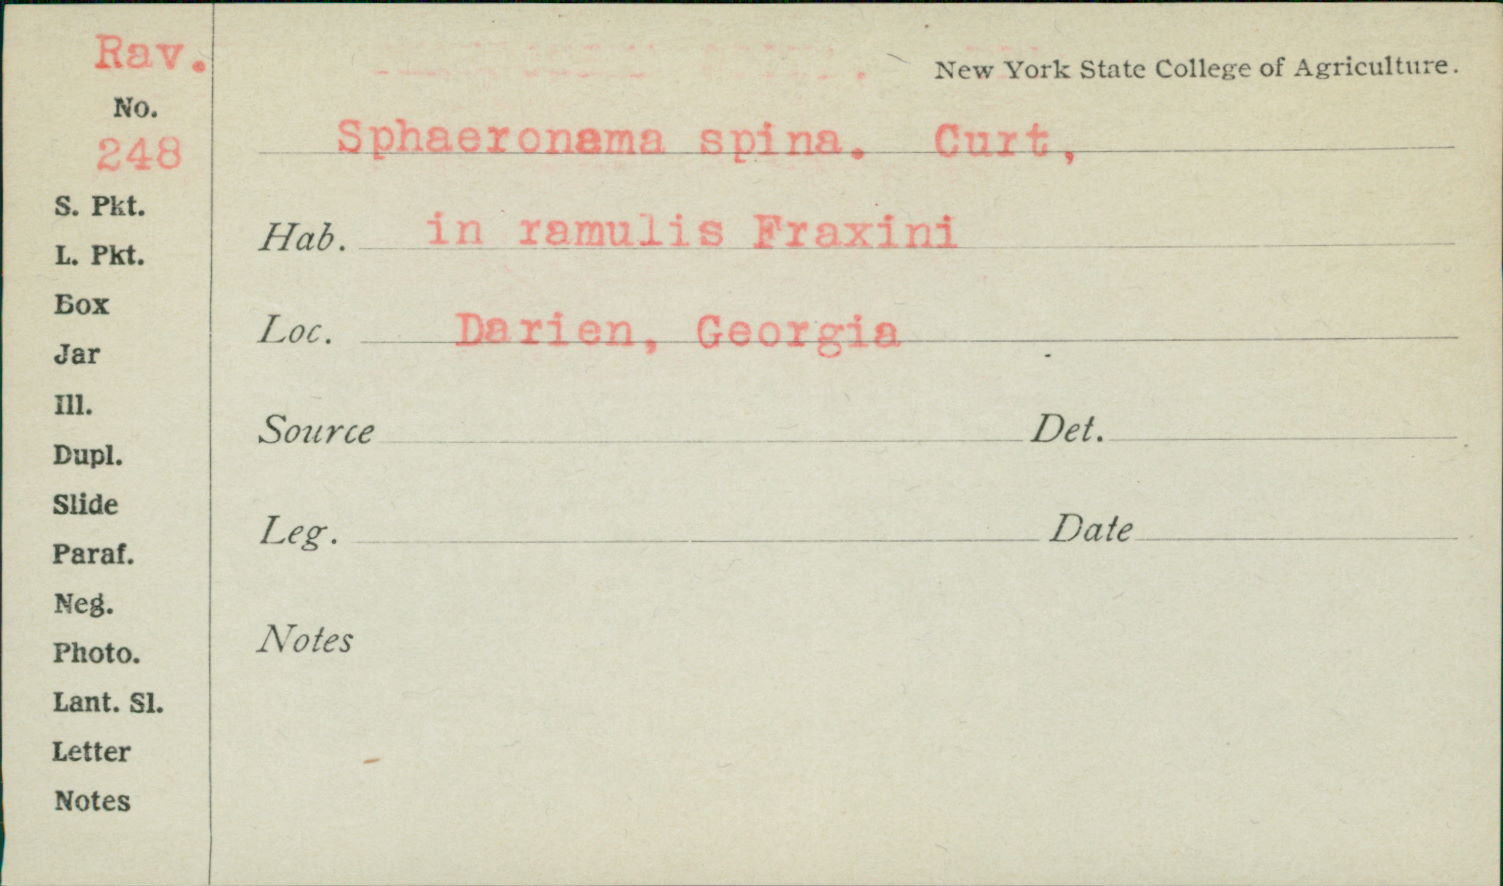 Rav.
No.
248
S. Pkt.
L. Pkt.
Box
Jar
Ill.
Dupl.
Slide
Paraf.
Neg.
Photo.
Lant. Sl.
Letter
Notes
New York State College of Agriculture.
Sphaeronama spina. Curt,
Hab. in ramulis Fraxini
Loc. Darien, Georgia
Source Det.
Leg. Date
Notes